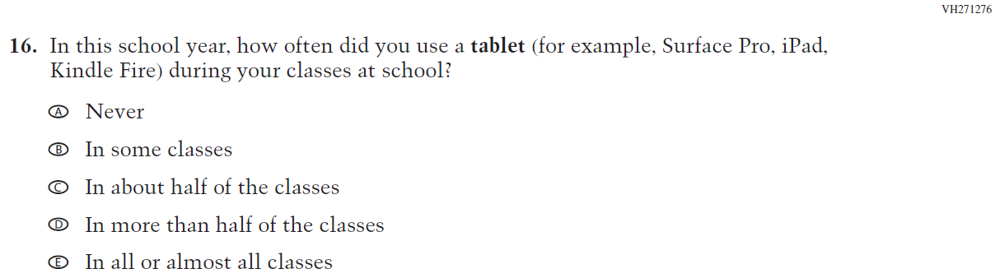 VH271276
16. In this school year, how often did you use a tablet (for example, Surface Pro, iPad,
Kindle Fire) during your classes at school?
A Never
B In some classes
C In about half of the classes
D In more than half of the classes
E In all or almost all classes